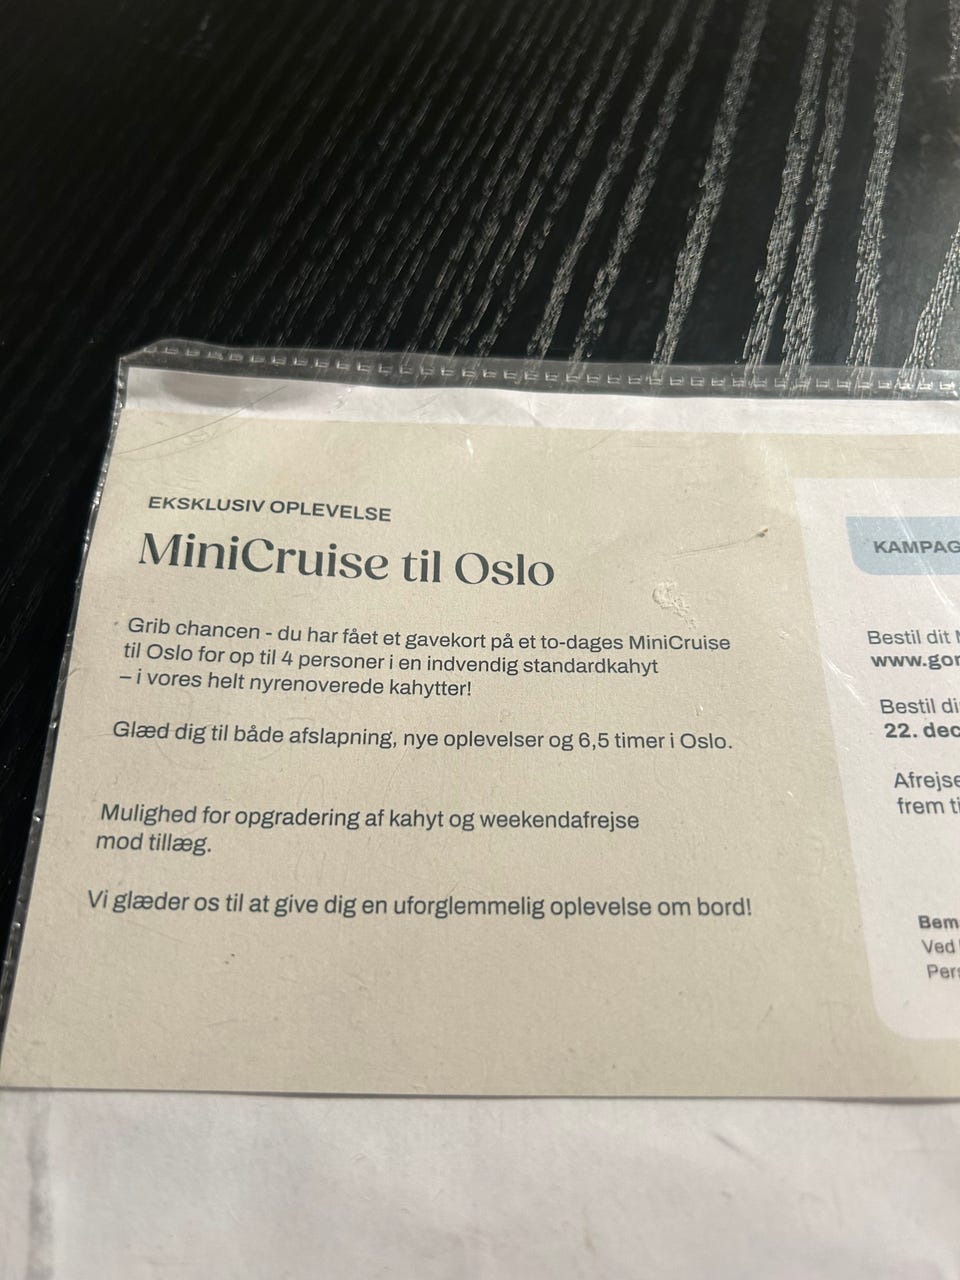 EKSKLUSIV OPLEVELSE
MiniCruise til Oslo
Grib chancen - du har fået et gavekort på et to-dages MiniCruise
til Oslo for op til 4 personer i en indvendig standardkahyt
– i vores helt nyrenoverede kahytter!
Glæd dig til både afslapning, nye oplevelser og 6,5 timer i Oslo.
Mulighed for opgradering af kahyt og weekendafrejse
mod tillæg.
Vi glæder os til at give dig en uforglemmelig oplevelse om bord!
KAMPAG
Bestil dit
www.gor
Bestil di
22. dec
Afrejse
frem ti
Bem
Ved
Pers